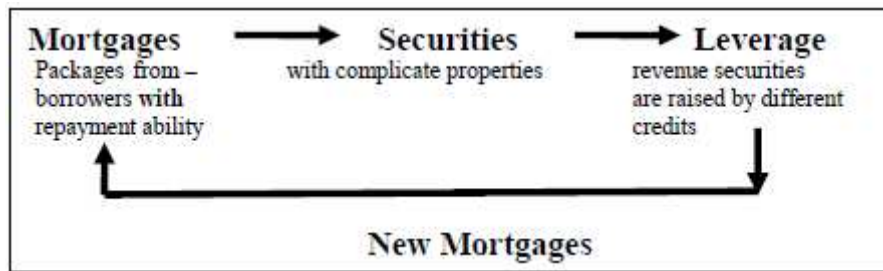 Mortgages
Packages from –
borrowers with
repayment ability
Securities
with complicate properties
Leverage
revenue securities
are raised by different
credits
New Mortgages